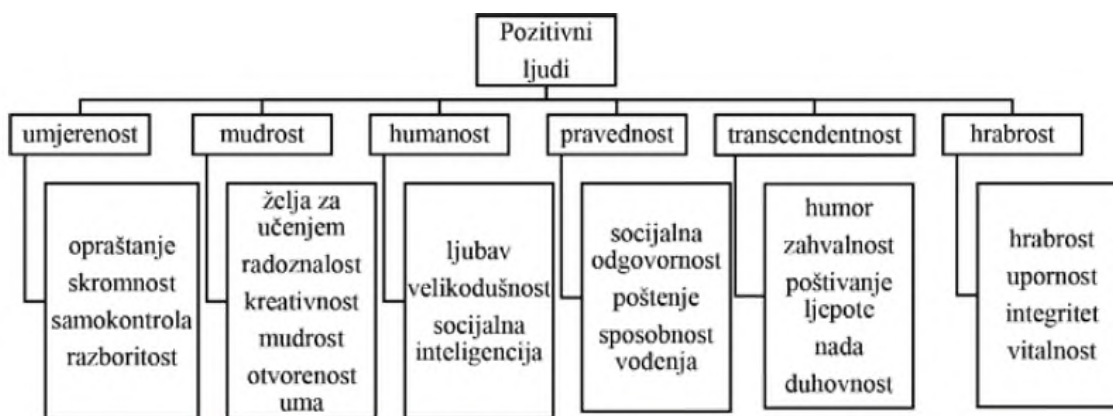 Pozitivni
ljudi
umjerenost
mudrost
humanost
pravednost
transcendentnost
hrabrost
opraštanje
skromnost
samokontrola
razboritost
želja za
učenjem
radoznalost
kreativnost
mudrost
otvorenost
uma
ljubav
velikodušnost
socijalna
inteligencija
socijalna
odgovornost
poštenje
sposobnost
vođenja
humor
zahvalnost
poštivanje
ljepote
nada
duhovnost
hrabrost
upornost
integritet
vitalnost